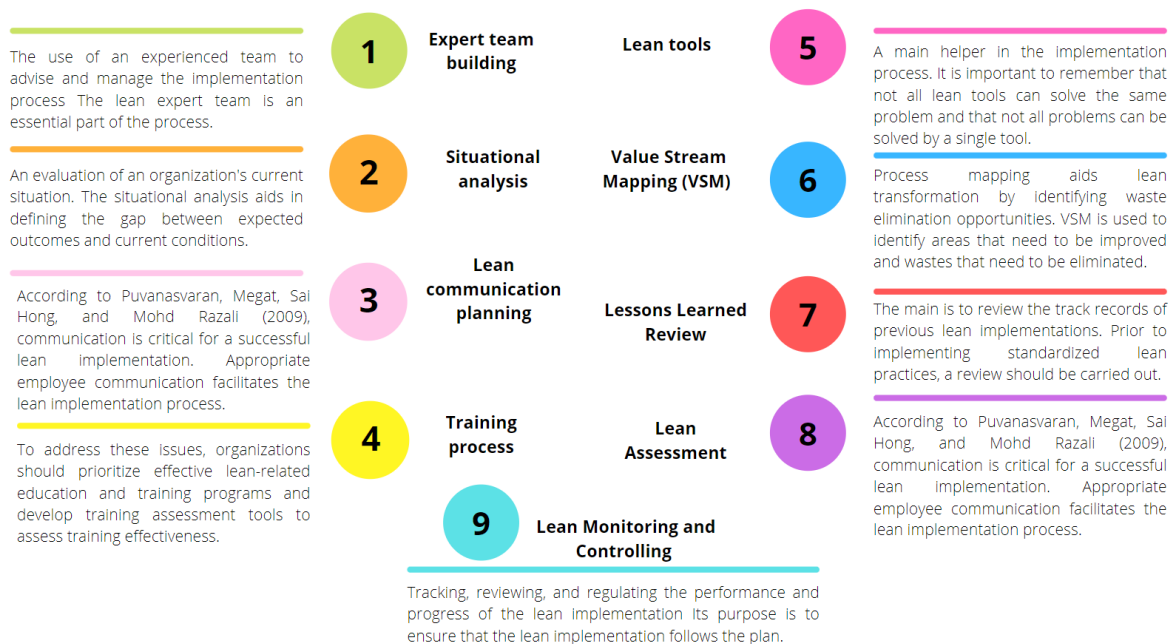 1
Expert team
building
The use of an experienced team to
advise and manage the implementation
process The lean expert team is an
essential part of the process.
2
Situational
analysis
An evaluation of an organization's current
situation. The situational analysis aids in
defining the gap between expected
outcomes and current conditions.
3
Lean
communication
planning
According to Puvanasvaran, Megat, Sai
Hong, and Mohd Razali (2009),
communication is critical for a successful
lean implementation. Appropriate
employee communication facilitates the
lean implementation process.
4
Training
process
To address these issues, organizations
should prioritize effective lean-related
education and training programs and
develop training assessment tools to
assess training effectiveness.
Lean tools
5
A main helper in the implementation
process. It is important to remember that
not all lean tools can solve the same
problem and that not all problems can be
solved by a single tool.
Value Stream
Mapping (VSM)
6
Process mapping aids lean
transformation by identifying waste
elimination opportunities. VSM is used to
identify areas that need to be improved
and wastes that need to be eliminated.
Lessons Learned
Review
7
The main is to review the track records of
previous lean implementations. Prior to
implementing standardized lean
practices, a review should be carried out.
Lean
Assessment
8
According to Puvanasvaran, Megat, Sai
Hong, and Mohd Razali (2009),
communication is critical for a successful
lean implementation. Appropriate
employee communication facilitates the
lean implementation process.
9
Lean Monitoring and
Controlling
Tracking, reviewing, and regulating the performance and
progress of the lean implementation Its purpose is to
ensure that the lean implementation follows the plan.